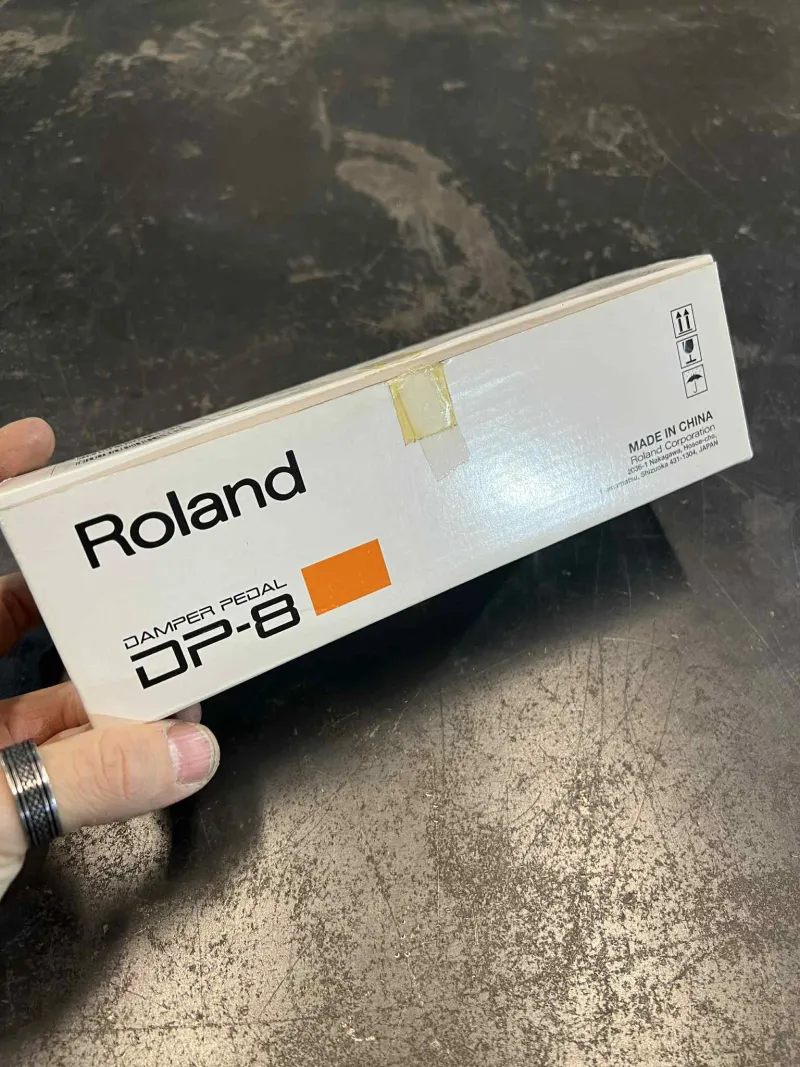 Roland
DAMPER PEDAL
DP-8
MADE IN CHINA
Roland Corporation
2036-1 Nakagawa, Hosoe-cho,
Hamamatsu, Shizuoka 431-1304, JAPAN